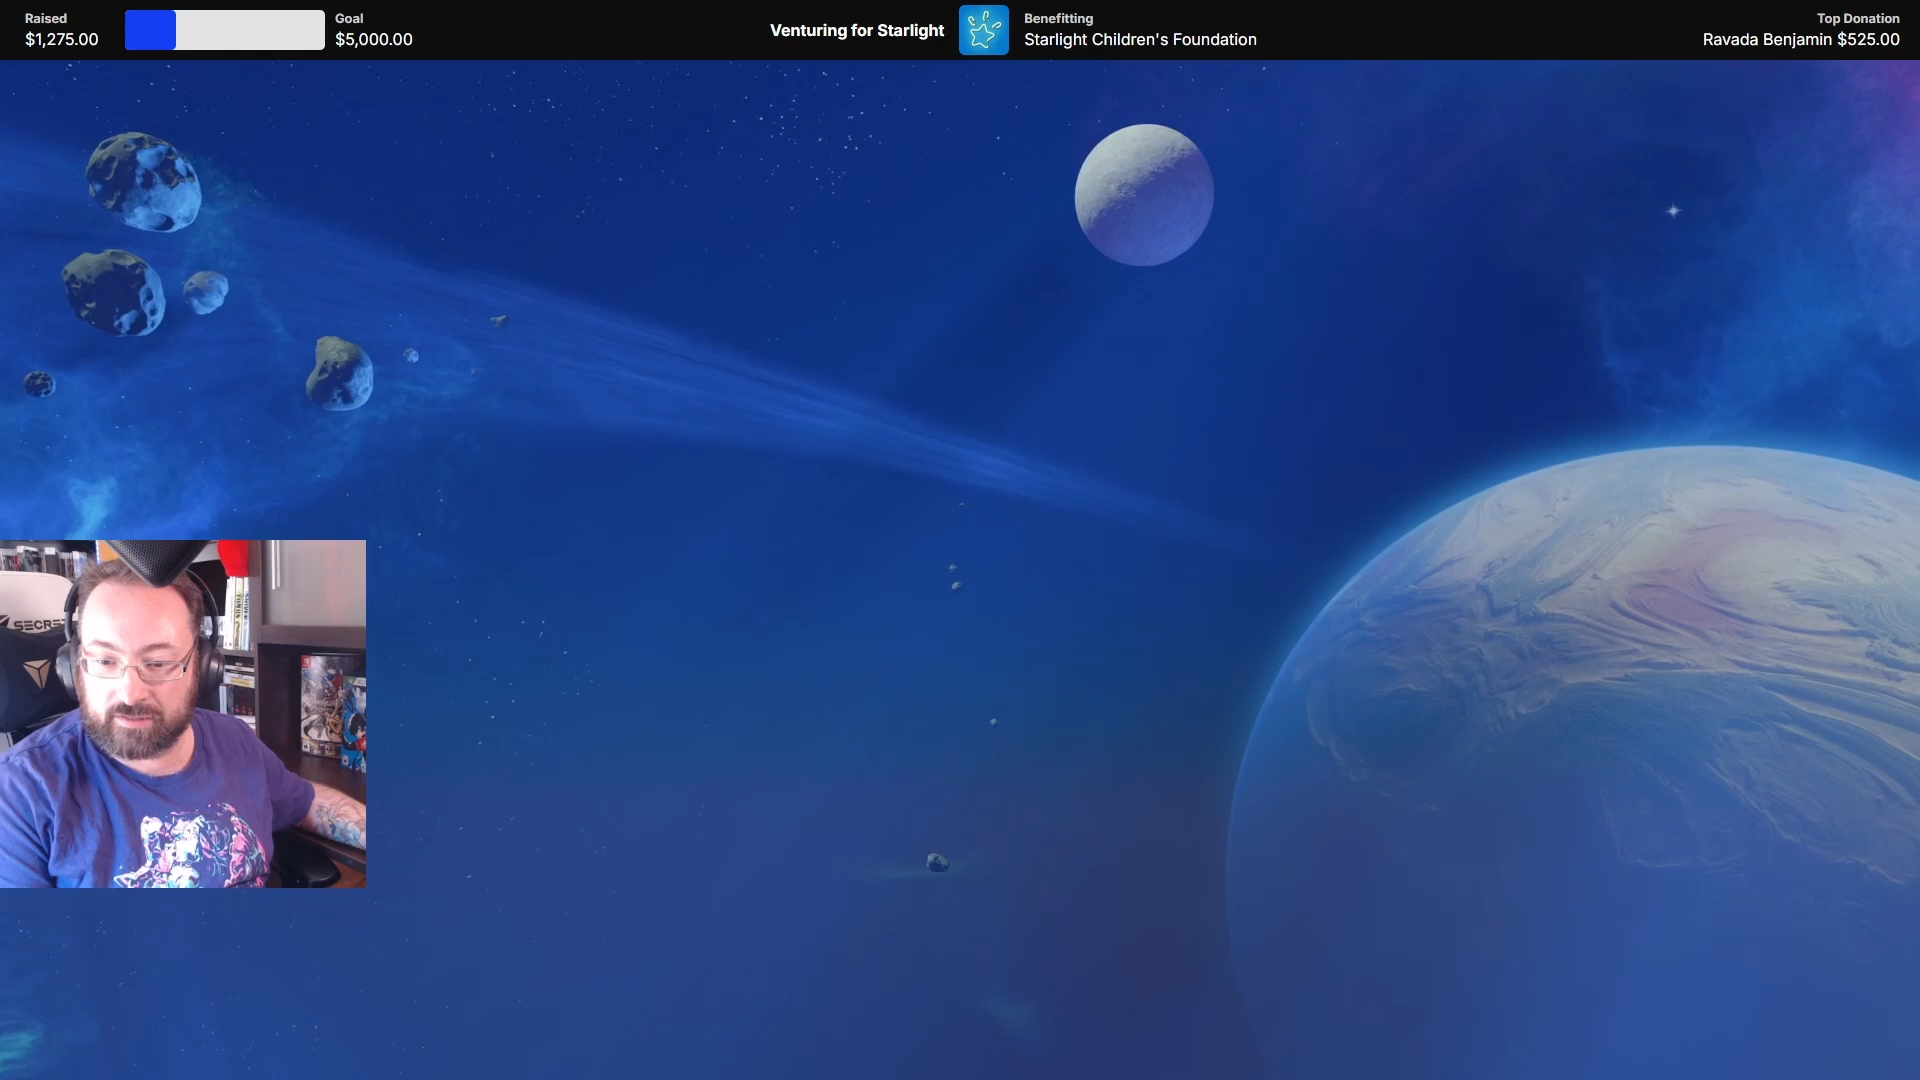 Raised
$1,275.00
Goal
$5,000.00
Venturing for Starlight
Benefitting
Starlight Children's Foundation
Top Donation
Ravada Benjamin $525.00
SECRE